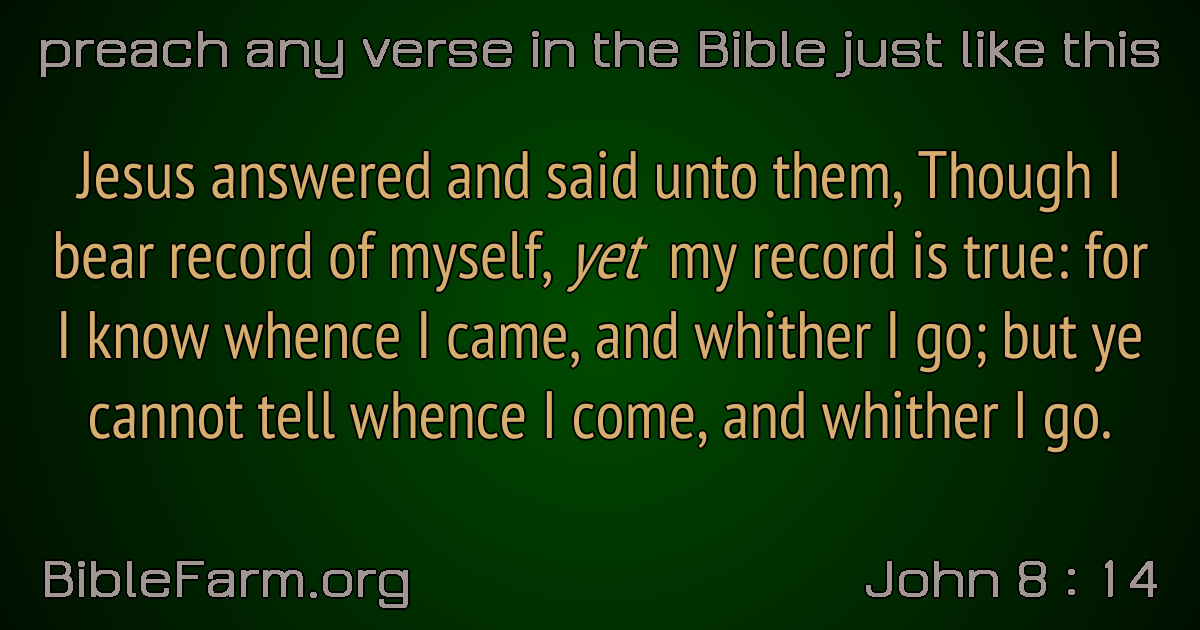 preach any verse in the Bible just like this
Jesus answered and said unto them, Though I
bear record of myself, yet my record is true: for
I know whence I came, and whither I go; but ye
cannot tell whence I come, and whither I go.
BibleFarm.org
John 8 : 14